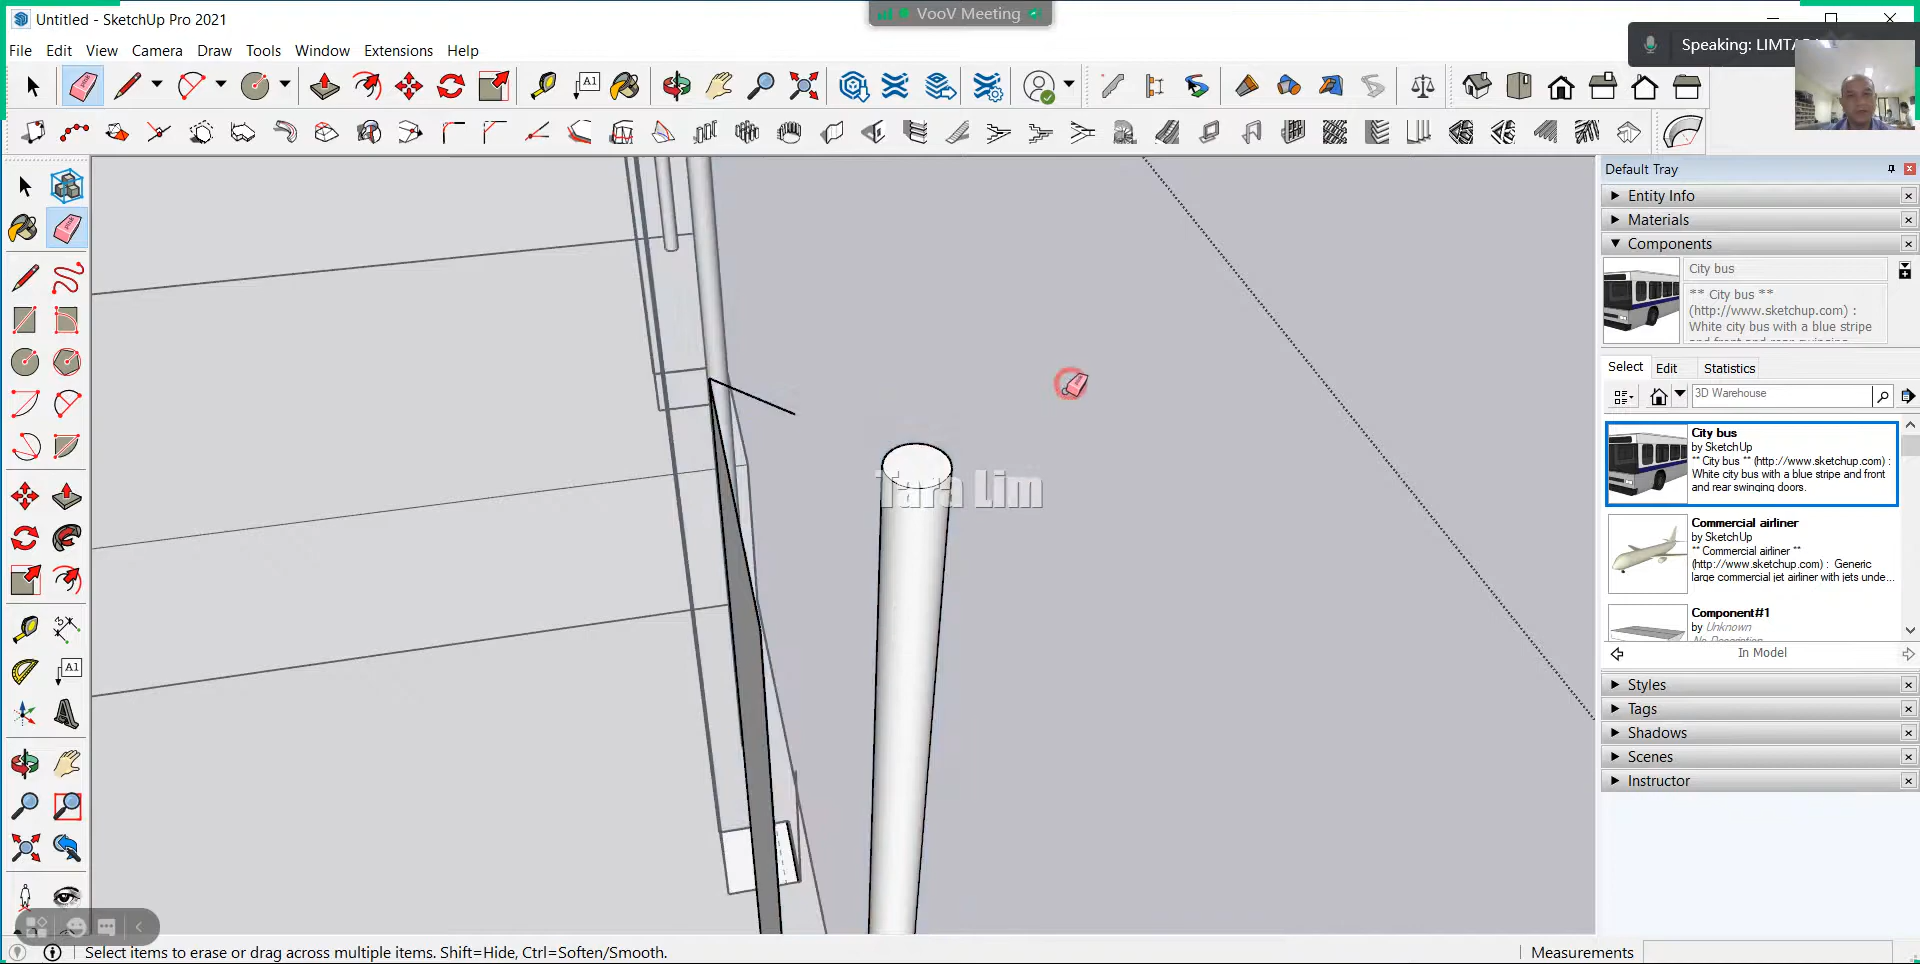 Untitled - SketchUp Pro 2021
VooV Meeting
Speaking: LIMTA
File Edit View Camera Draw Tools Window Extensions Help
A1
Default Tray
Entity Info
Materials
Components
City bus
** City bus **
(http://www.sketchup.com) :
White city bus with a blue stripe
Select Edit Statistics
3D Warehouse
City bus
by SketchUp
** City bus ** (http://www.sketchup.com) :
White city bus with a blue stripe and front
and rear swinging doors.
Commercial airliner
by SketchUp
** Commercial airliner **
(http://www.sketchup.com) : Generic
large commercial jet airliner with jets unde...
Component#1
by Unknown
In Model
Styles
Tags
Shadows
Scenes
Instructor
Tara Lim
A1
Select items to erase or drag across multiple items. Shift=Hide, Ctrl=Soften/Smooth.
Measurements